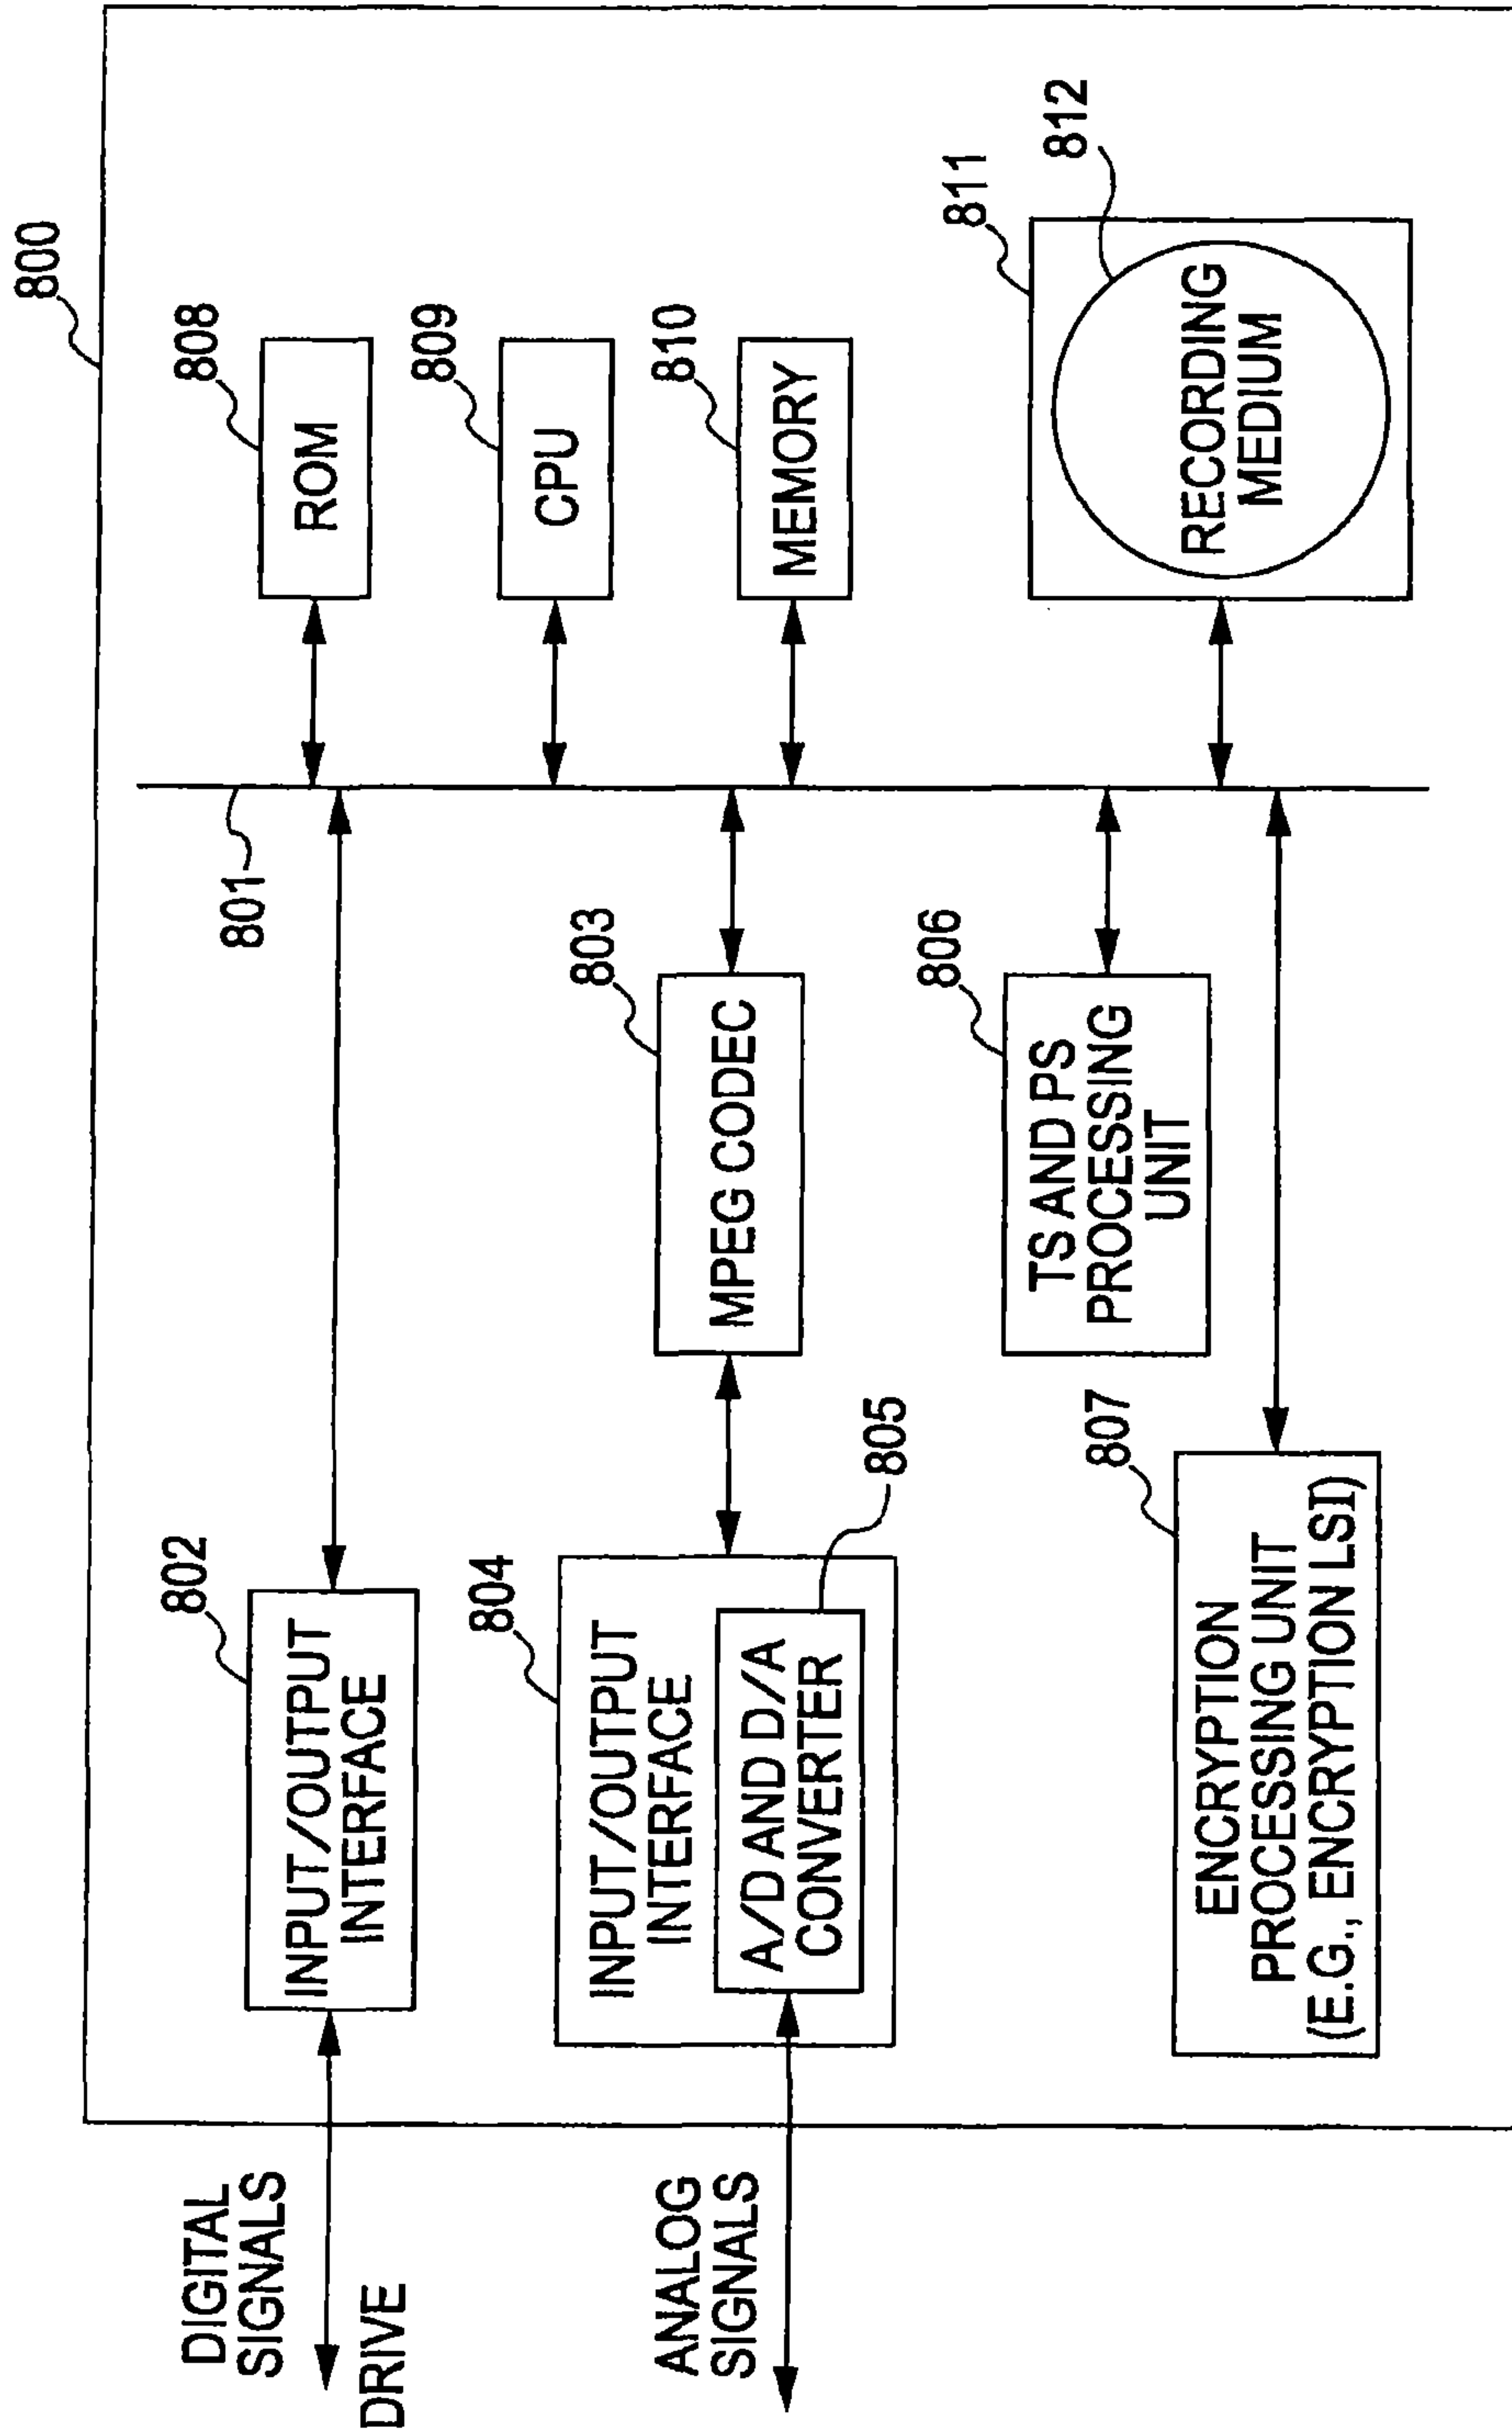 800
DIGITAL
SIGNALS
DRIVE
802
INPUT/OUTPUT
INTERFACE
801
808
ROM
809
CPU
ANALOG
SIGNALS
804
INPUT/OUTPUT
INTERFACE
A/D AND D/A
CONVERTER
805
803
MPEG CODEC
810
MEMORY
806
TS AND PS
PROCESSING
UNIT
807
ENCRYPTION
PROCESSING UNIT
(E.G., ENCRYPTION LSI)
811
812
RECORDING
MEDIUM